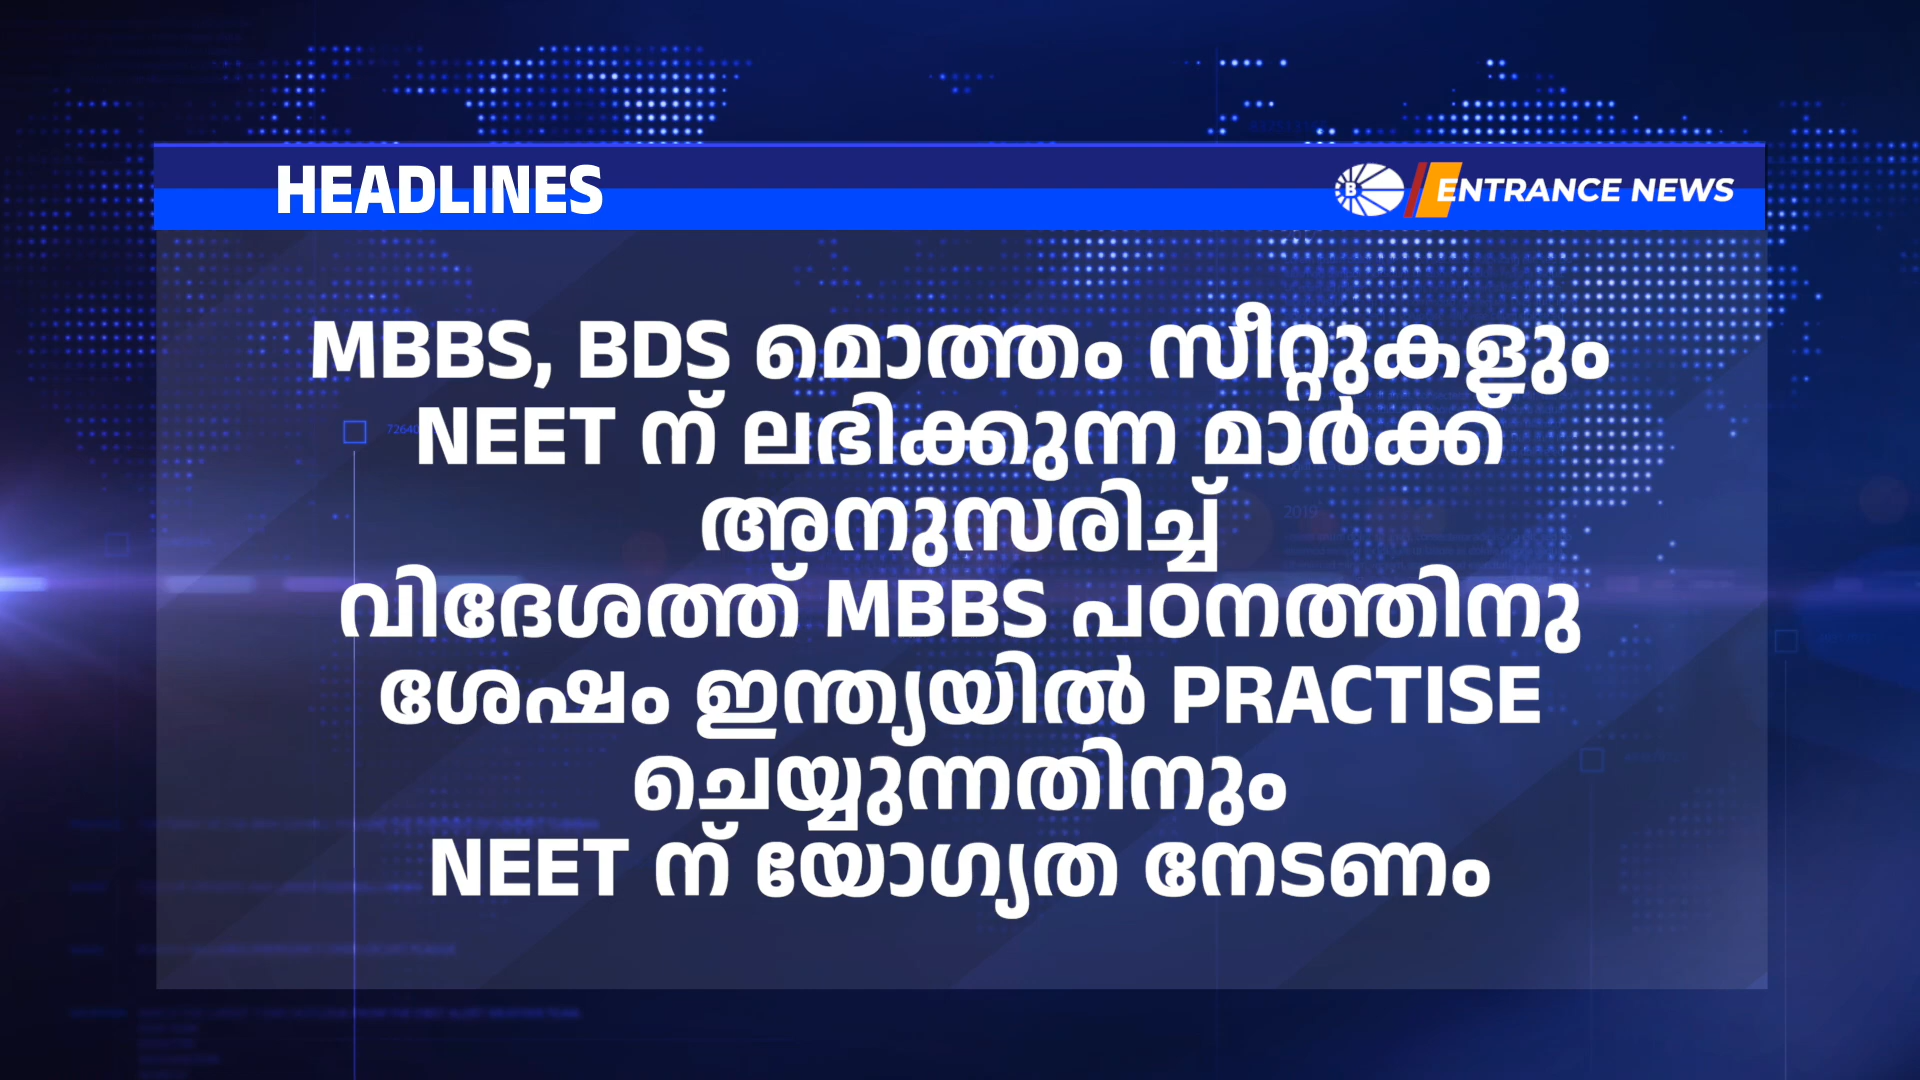 HEADLINES
B ENTRANCE NEWS
MBBS, BDS മൊത്തം സീറ്റുകളും
NEET ന് ലഭിക്കുന്ന മാർക്ക്
അനുസരിച്ച്
വിദേശത്ത് MBBS പഠനത്തിനു
ശേഷം ഇന്ത്യയിൽ PRACTISE
ചെയ്യുന്നതിനും
NEET ന് യോഗ്യത നേടണം
2019